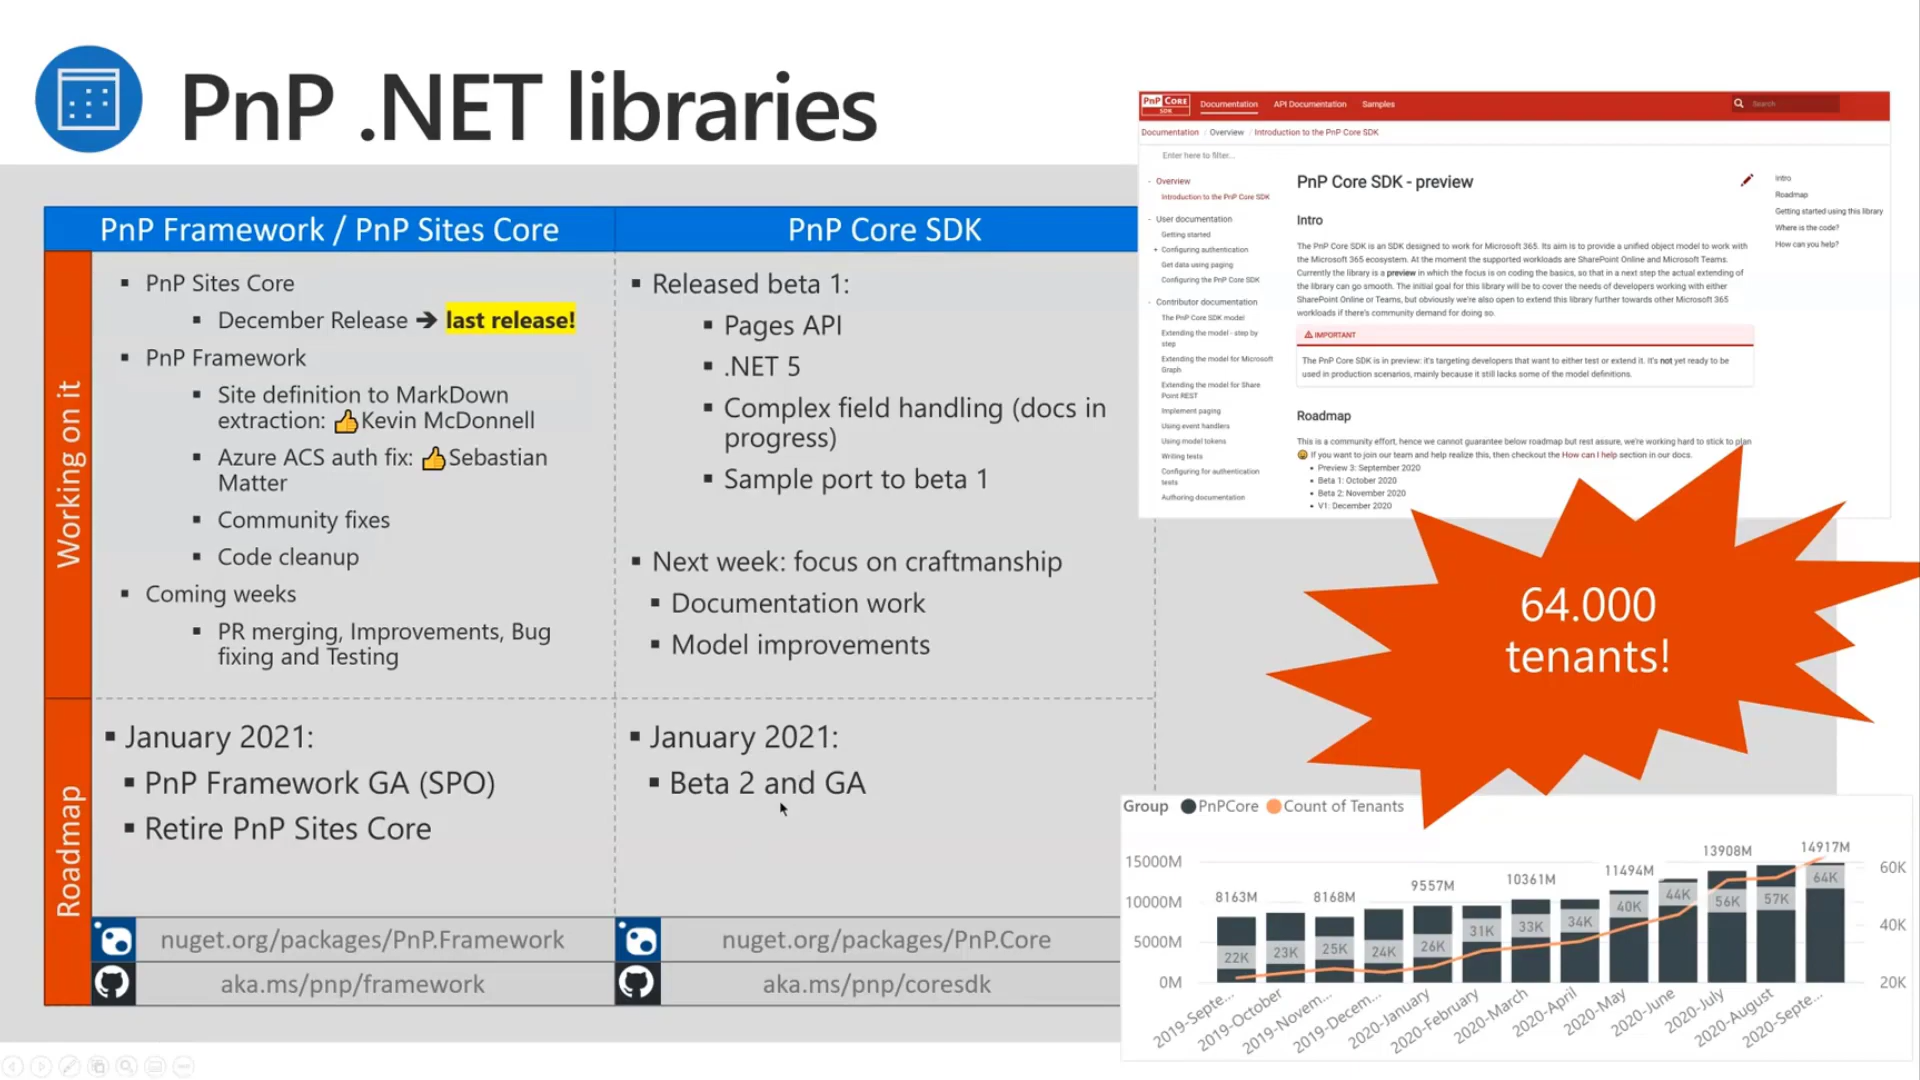 PnP .NET libraries
PnP Framework / PnP Sites Core
PnP Core SDK
Working on it
▪ PnP Sites Core
▪ December Release ➔ last release!
▪ PnP Framework
▪ Site definition to MarkDown
extraction: 👍Kevin McDonnell
▪ Azure ACS auth fix: 👍Sebastian
Matter
▪ Community fixes
▪ Code cleanup
▪ Coming weeks
▪ PR merging, Improvements, Bug
fixing and Testing
▪ Released beta 1:
▪ Pages API
▪ .NET 5
▪ Complex field handling (docs in
progress)
▪ Sample port to beta 1
▪ Next week: focus on craftmanship
▪ Documentation work
▪ Model improvements
Roadmap
▪ January 2021:
▪ PnP Framework GA (SPO)
▪ Retire PnP Sites Core
▪ January 2021:
▪ Beta 2 and GA
nuget.org/packages/PnP.Framework
nuget.org/packages/PnP.Core
aka.ms/pnp/framework
aka.ms/pnp/coresdk
PnP CORE
SDK
Documentation API Documentation Samples
Search
Documentation / Overview / Introduction to the PnP Core SDK
Enter here to filter...
- Overview
Introduction to the PnP Core SDK
- User documentation
Getting started
+ Configuring authentication
Get data using paging
Configuring the PnP Core SDK
- Contributor documentation
The PnP Core SDK model
Extending the model - step by
step
Extending the model for Microsoft
Graph
Extending the model for Share
Point REST
Implement paging
Using event handlers
Using model tokens
Writing tests
Configuring for authentication
tests
Authoring documentation
PnP Core SDK - preview
Intro
The PnP Core SDK is an SDK designed to work for Microsoft 365. Its aim is to provide a unified object model to work with
the Microsoft 365 ecosystem. At the moment the supported workloads are SharePoint Online and Microsoft Teams.
Currently the library is a preview in which the focus is on coding the basics, so that in a next step the actual extending of
the library can go smooth. The initial goal for this library will be to cover the needs of developers working with either
SharePoint Online or Teams, but obviously we're also open to extend this library further towards other Microsoft 365
workloads if there's community demand for doing so.
IMPORTANT
The PnP Core SDK is in preview: it's targeting developers that want to either test or extend it. It's not yet ready to be
used in production scenarios, mainly because it still lacks some of the model definitions.
Roadmap
This is a community effort, hence we cannot guarantee below roadmap but rest assure, we're working hard to stick to plan
😀 If you want to join our team and help realize this, then checkout the How can I help section in our docs.
• Preview 3: September 2020
• Beta 1: October 2020
• Beta 2: November 2020
• V1: December 2020
Intro
Roadmap
Getting started using this library
Where is the code?
How can you help?
64.000
tenants!
Group PnPCore Count of Tenants
15000M
10000M
5000M
0M
8163M 8168M 9557M 10361M 11494M 13908M 14917M
22K 23K 25K 24K 26K 31K 33K 34K 40K 44K 56K 57K 64K
60K
40K
20K
2019-Septe... 2019-October 2019-Novem... 2019-Decem... 2020-January 2020-February 2020-March 2020-April 2020-May 2020-June 2020-July 2020-August 2020-Septe...